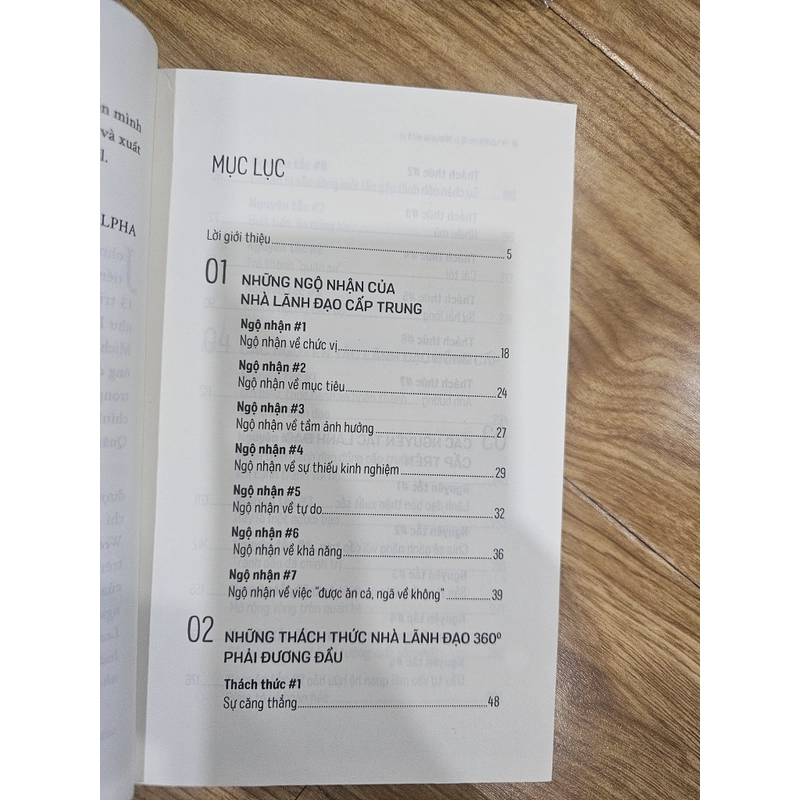 n mình
và xuất
l.
ALPHA
MỤC LỤC
Lời giới thiệu 5
01 NHỮNG NGỘ NHẬN CỦA
NHÀ LÃNH ĐẠO CẤP TRUNG
Ngộ nhận #1
Ngộ nhận về chức vị 18
Ngộ nhận #2
Ngộ nhận về mục tiêu 24
Ngộ nhận #3
Ngộ nhận về tầm ảnh hưởng 27
Ngộ nhận #4
Ngộ nhận về sự thiếu kinh nghiệm 29
Ngộ nhận #5
Ngộ nhận về tự do 32
Ngộ nhận #6
Ngộ nhận về khả năng 36
Ngộ nhận #7
Ngộ nhận về việc "được ăn cả, ngã về không" 39
02 NHỮNG THÁCH THỨC NHÀ LÃNH ĐẠO 360º
PHẢI ĐƯƠNG ĐẦU
Thách thức #1
Sự căng thẳng 48